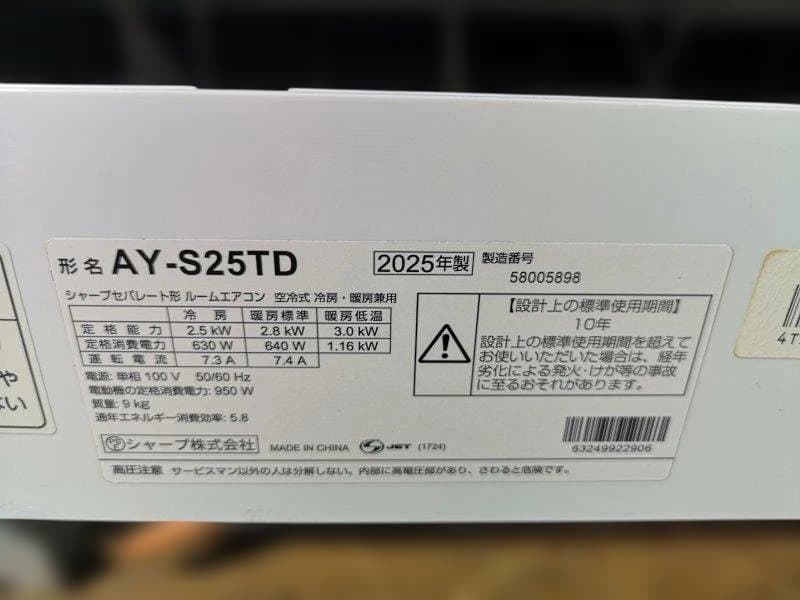 形名 AY-S25TD 2025年製 製造番号 58005898
シャープセパレート形 ルームエアコン 空冷式 冷房・暖房兼用
冷房 暖房標準 暖房低温
定格能力 2.5 kW 2.8 kW 3.0 kW
定格消費電力 630 W 640 W 1.16 kW
運転電流 7.3 A 7.4 A
電源: 単相 100 V 50/60 Hz
電動機の定格消費電力: 950 W
質量: 9 kg
通年エネルギー消費効率: 5.8
【設計上の標準使用期間】
10年
設計上の標準使用期間を超えて
お使いいただいた場合は、経年
劣化による発火・けが等の事故
に至るおそれがあります。
シャープ株式会社 MADE IN CHINA JET (1724)
63249922906
高圧注意 サービスマン以外の人は分解しない。内部に高電圧部があり、さわると危険です。
や
ない
4T